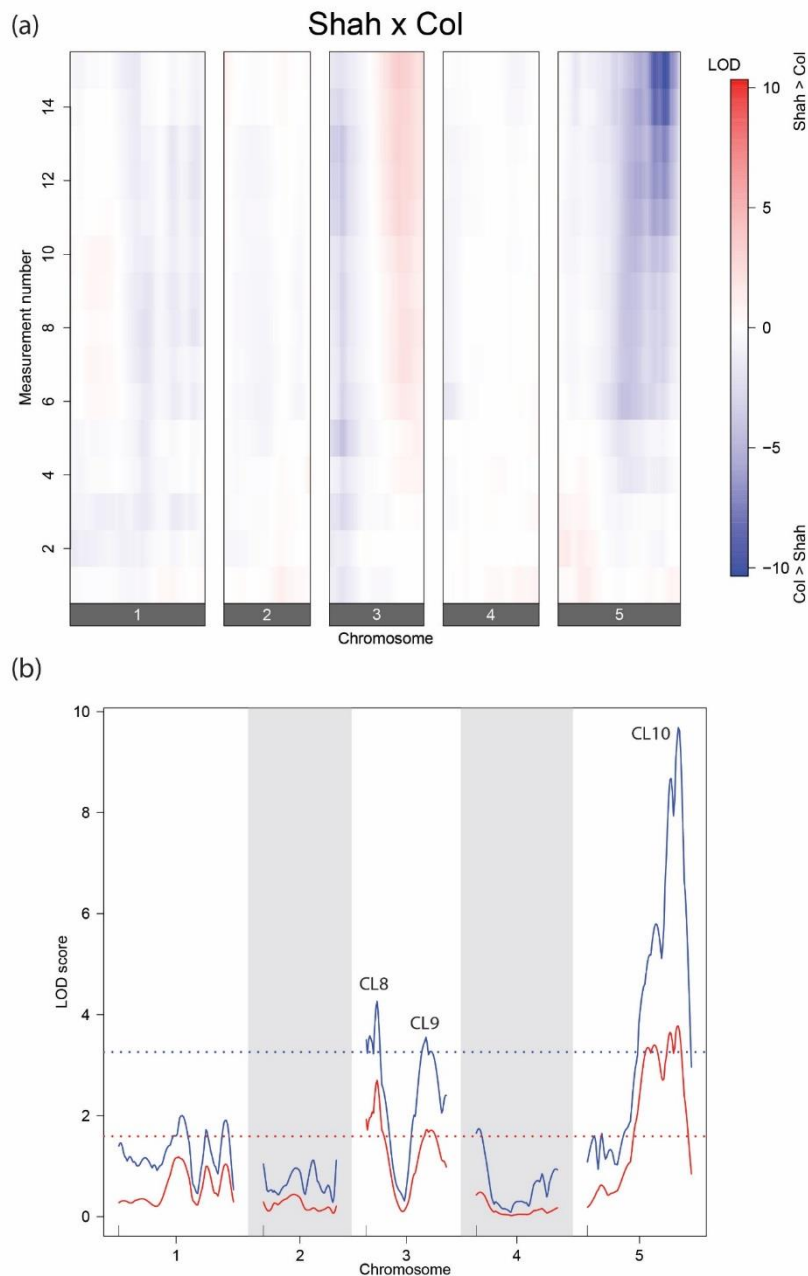 (a)
Shah x Col
LOD
Shah > Col
10
5
0
−5
−10
Col > Shah
Measurement number
14
12
10
8
6
4
2
1
2
3
4
5
Chromosome
(b)
LOD score
10
8
6
4
2
0
CL8
CL9
CL10
1
2
3
4
5
Chromosome